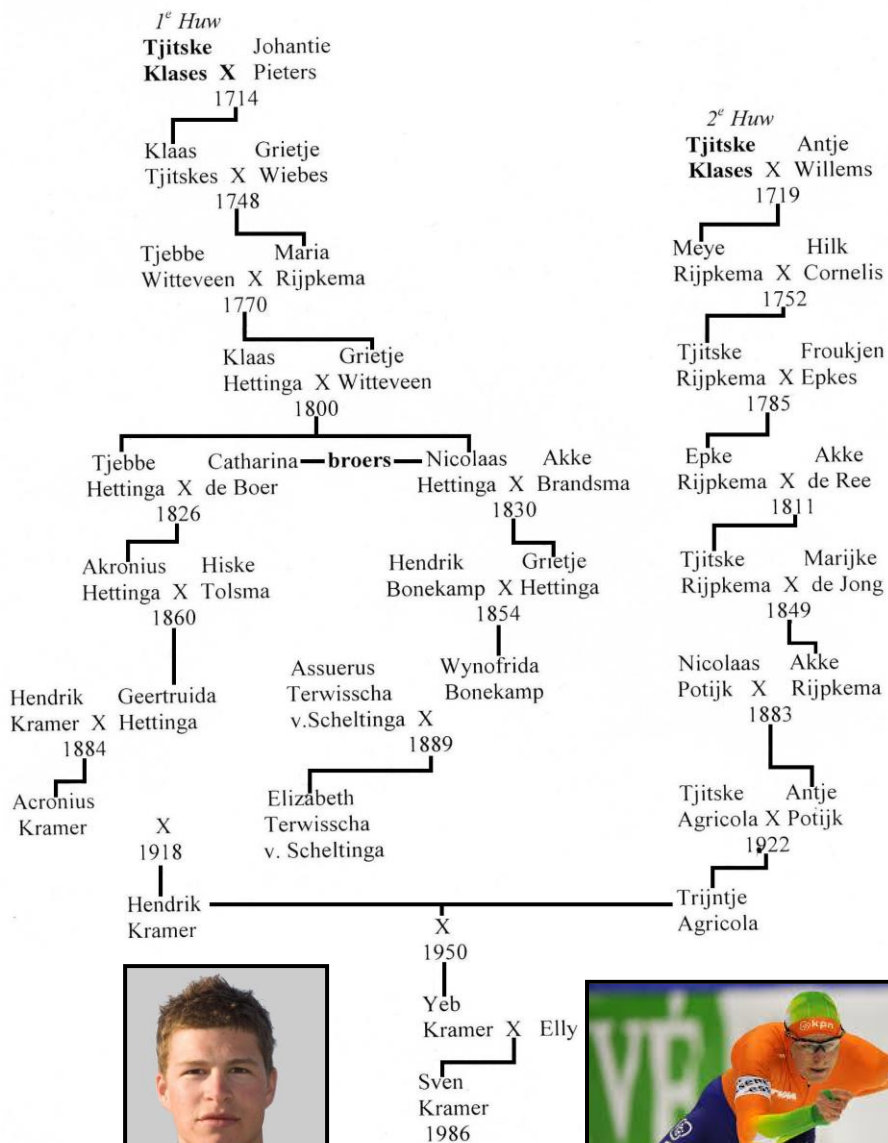 1e Huw
Tjitske Johantie
Klases X Pieters
1714
Klaas Grietje
Tjitskes X Wiebes
1748
Tjebbe Maria
Witteveen X Rijpkema
1770
Klaas Grietje
Hettinga X Witteveen
1800
Tjebbe Catharina broers Nicolaas Akke
Hettinga X de Boer Hettinga X Brandsma
1826 1830
Akronius Hiske Hendrik Grietje
Hettinga X Tolsma Bonekamp X Hettinga
1860 1854
Assuerus Wynofrida
Terwisscha Bonekamp
v.Scheltinga X
1889
Hendrik Geertruida
Kramer X Hettinga
1884
Acronius Elizabeth
Kramer Terwisscha
X v. Scheltinga
1918
2e Huw
Tjitske Antje
Klases X Willems
1719
Meye Hilk
Rijpkema X Cornelis
1752
Tjitske Froukjen
Rijpkema X Epkes
1785
Epke Akke
Rijpkema X de Ree
1811
Tjitske Marijke
Rijpkema X de Jong
1849
Nicolaas Akke
Potijk X Rijpkema
1883
Tjitske Antje
Agricola X Potijk
1922
Hendrik Trijntje
Kramer Agricola
X
1950
Yeb
Kramer X Elly
Sven
Kramer
1986
kpn
VÉ